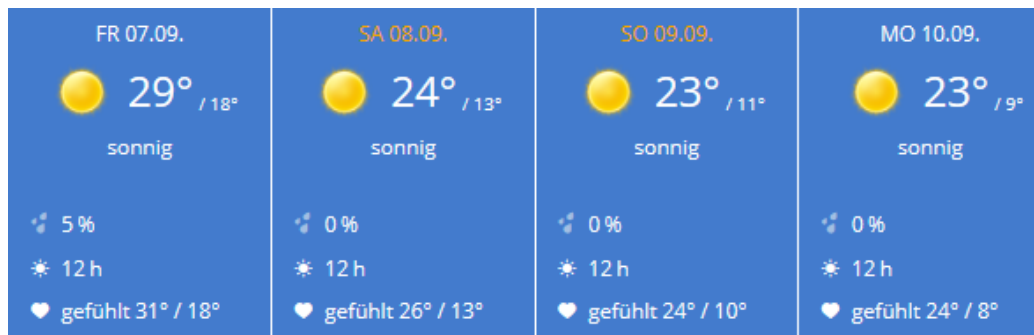 FR 07.09.
29° / 18°
sonnig
5 %
12 h
gefühlt 31° / 18°
SA 08.09.
24° / 13°
sonnig
0 %
12 h
gefühlt 26° / 13°
SO 09.09.
23° / 11°
sonnig
0 %
12 h
gefühlt 24° / 10°
MO 10.09.
23° / 9°
sonnig
0 %
12 h
gefühlt 24° / 8°